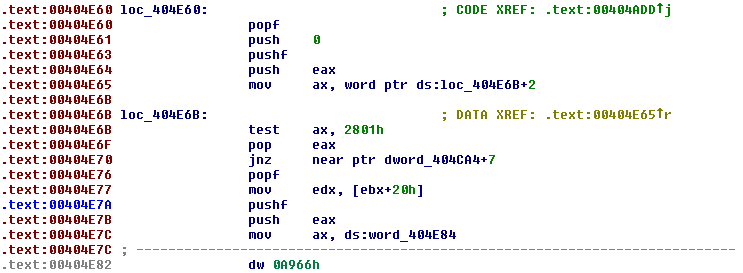 .text:00404E60 loc_404E60: ; CODE XREF: .text:00404ADD↑j
.text:00404E60 popf
.text:00404E61 push 0
.text:00404E63 pushf
.text:00404E64 push eax
.text:00404E65 mov ax, word ptr ds:loc_404E6B+2
.text:00404E6B
.text:00404E6B loc_404E6B: ; DATA XREF: .text:00404E65↑r
.text:00404E6B test ax, 2801h
.text:00404E6F pop eax
.text:00404E70 jnz near ptr dword_404CA4+7
.text:00404E76 popf
.text:00404E77 mov edx, [ebx+20h]
.text:00404E7A pushf
.text:00404E7B push eax
.text:00404E7C mov ax, ds:word_404E84
.text:00404E7C ; ---------------------------------------------------------------------------
.text:00404E82 dw 0A966h